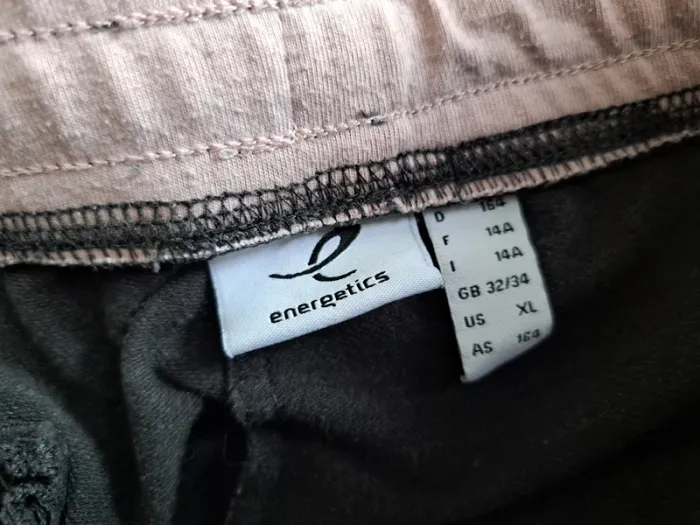 energetics
D 164
F 14A
I 14A
GB 32/34
US XL
AS 164